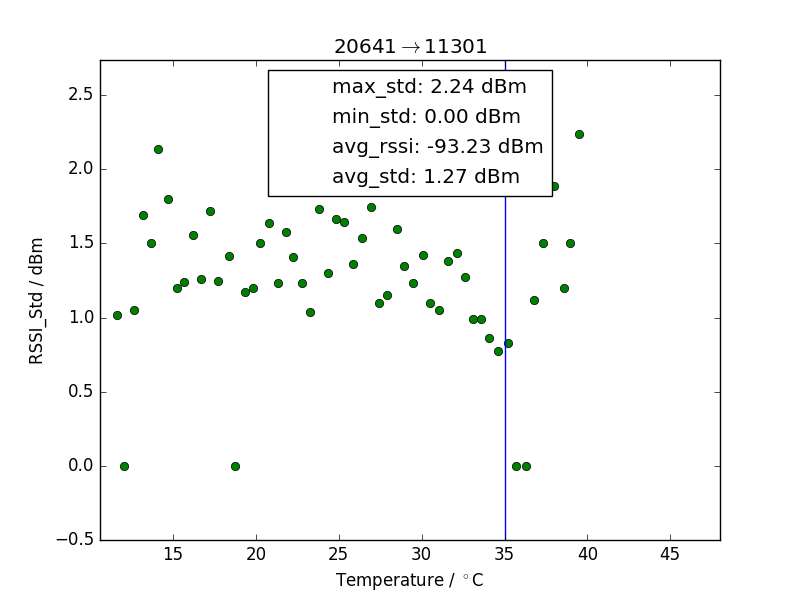 20641→11301
max_std: 2.24 dBm
min_std: 0.00 dBm
avg_rssi: -93.23 dBm
avg_std: 1.27 dBm
RSSI_Std / dBm
2.5
2.0
1.5
1.0
0.5
0.0
−0.5
15 20 25 30 35 40 45
Temperature / °C